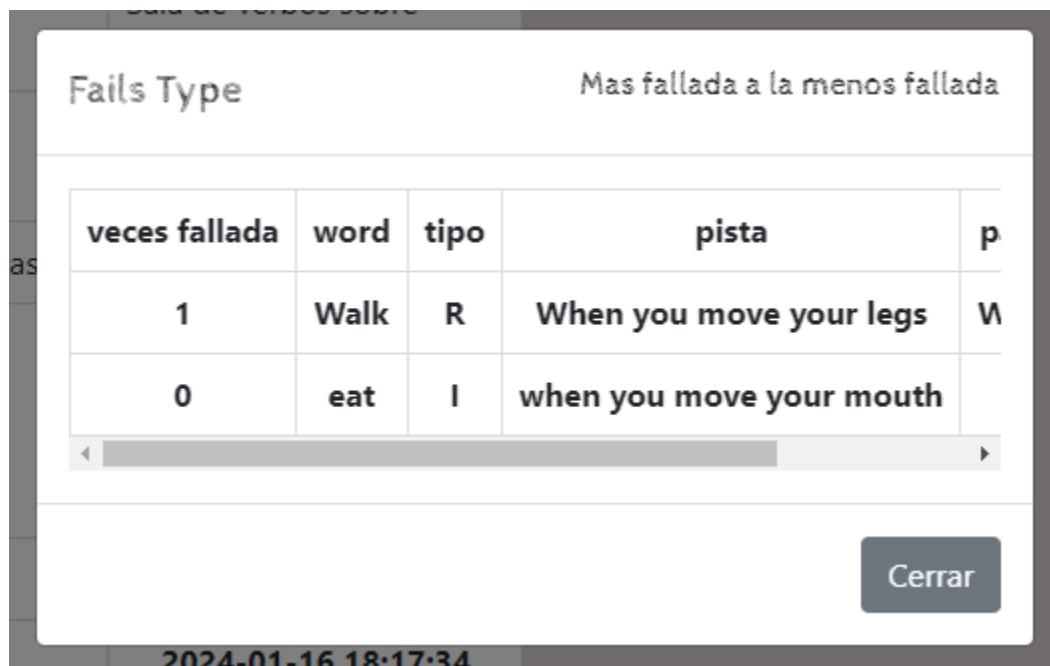 Fails Type
Mas fallada a la menos fallada
veces fallada word tipo pista
1 Walk R When you move your legs
0 eat I when you move your mouth
Cerrar
2024-01-16 18:17:34